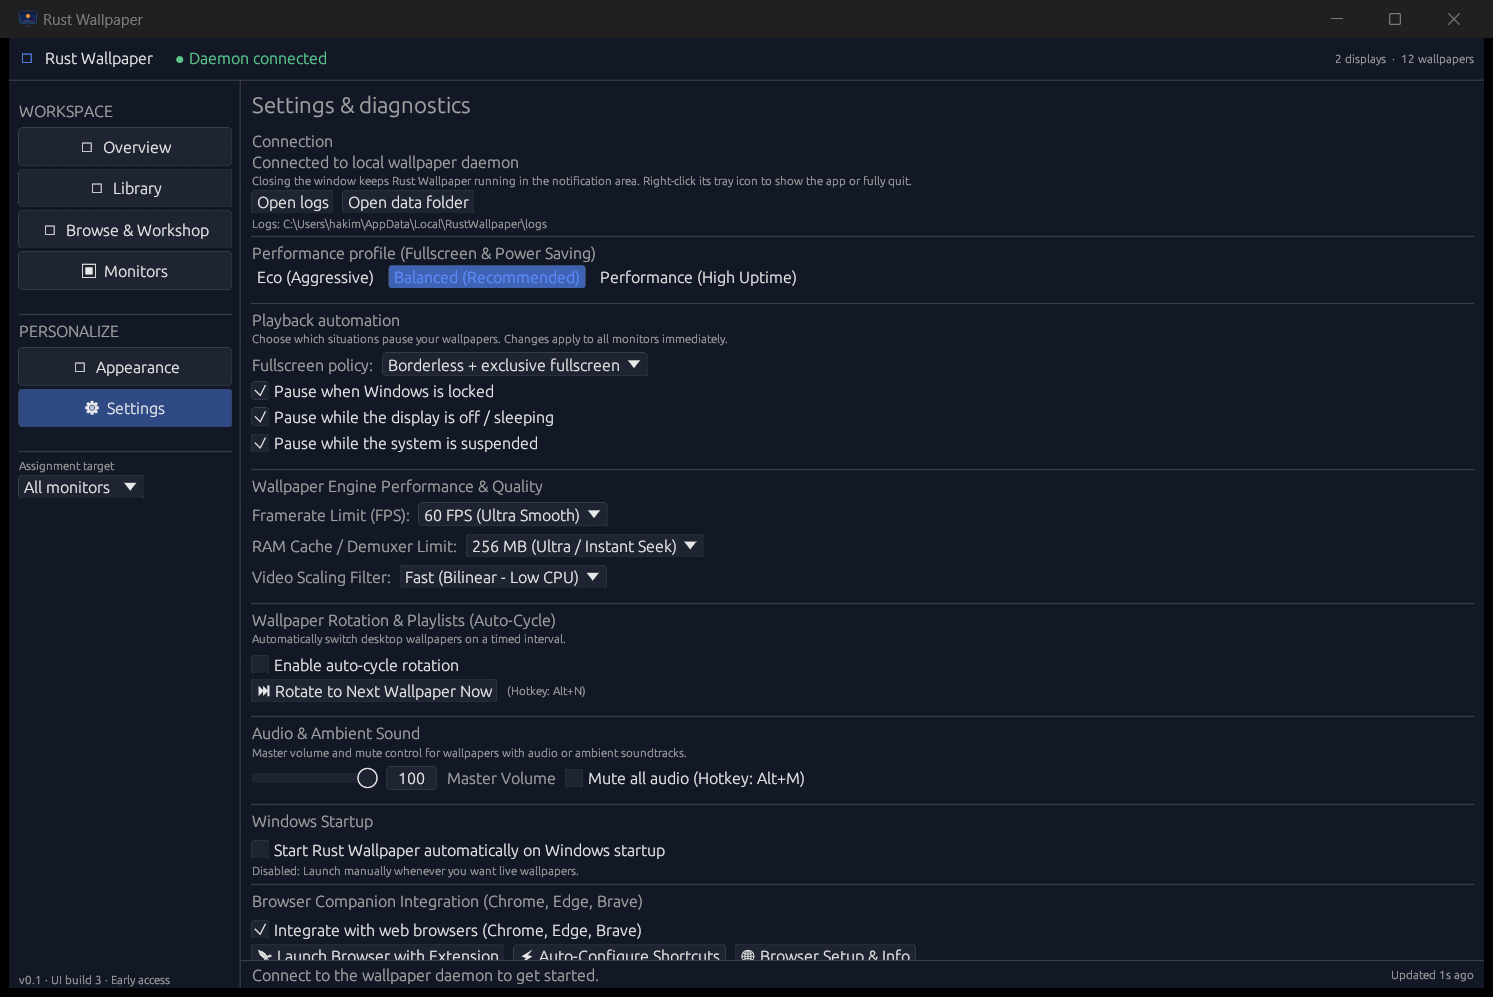 Rust Wallpaper
Rust Wallpaper
Daemon connected
2 displays · 12 wallpapers
WORKSPACE
Overview
Library
Browse & Workshop
Monitors
PERSONALIZE
Appearance
Settings
Assignment target
All monitors
v0.1 · UI build 3 · Early access
Settings & diagnostics
Connection
Connected to local wallpaper daemon
Closing the window keeps Rust Wallpaper running in the notification area. Right-click its tray icon to show the app or fully quit.
Open logs Open data folder
Logs: C:\Users\hakim\AppData\Local\RustWallpaper\logs
Performance profile (Fullscreen & Power Saving)
Eco (Aggressive) Balanced (Recommended) Performance (High Uptime)
Playback automation
Choose which situations pause your wallpapers. Changes apply to all monitors immediately.
Fullscreen policy: Borderless + exclusive fullscreen
Pause when Windows is locked
Pause while the display is off / sleeping
Pause while the system is suspended
Wallpaper Engine Performance & Quality
Framerate Limit (FPS): 60 FPS (Ultra Smooth)
RAM Cache / Demuxer Limit: 256 MB (Ultra / Instant Seek)
Video Scaling Filter: Fast (Bilinear - Low CPU)
Wallpaper Rotation & Playlists (Auto-Cycle)
Automatically switch desktop wallpapers on a timed interval.
Enable auto-cycle rotation
Rotate to Next Wallpaper Now (Hotkey: Alt+N)
Audio & Ambient Sound
Master volume and mute control for wallpapers with audio or ambient soundtracks.
100 Master Volume Mute all audio (Hotkey: Alt+M)
Windows Startup
Start Rust Wallpaper automatically on Windows startup
Disabled: Launch manually whenever you want live wallpapers.
Browser Companion Integration (Chrome, Edge, Brave)
Integrate with web browsers (Chrome, Edge, Brave)
Launch Browser with Extension Auto-Configure Shortcuts Browser Setup & Info
Connect to the wallpaper daemon to get started.
Updated 1s ago